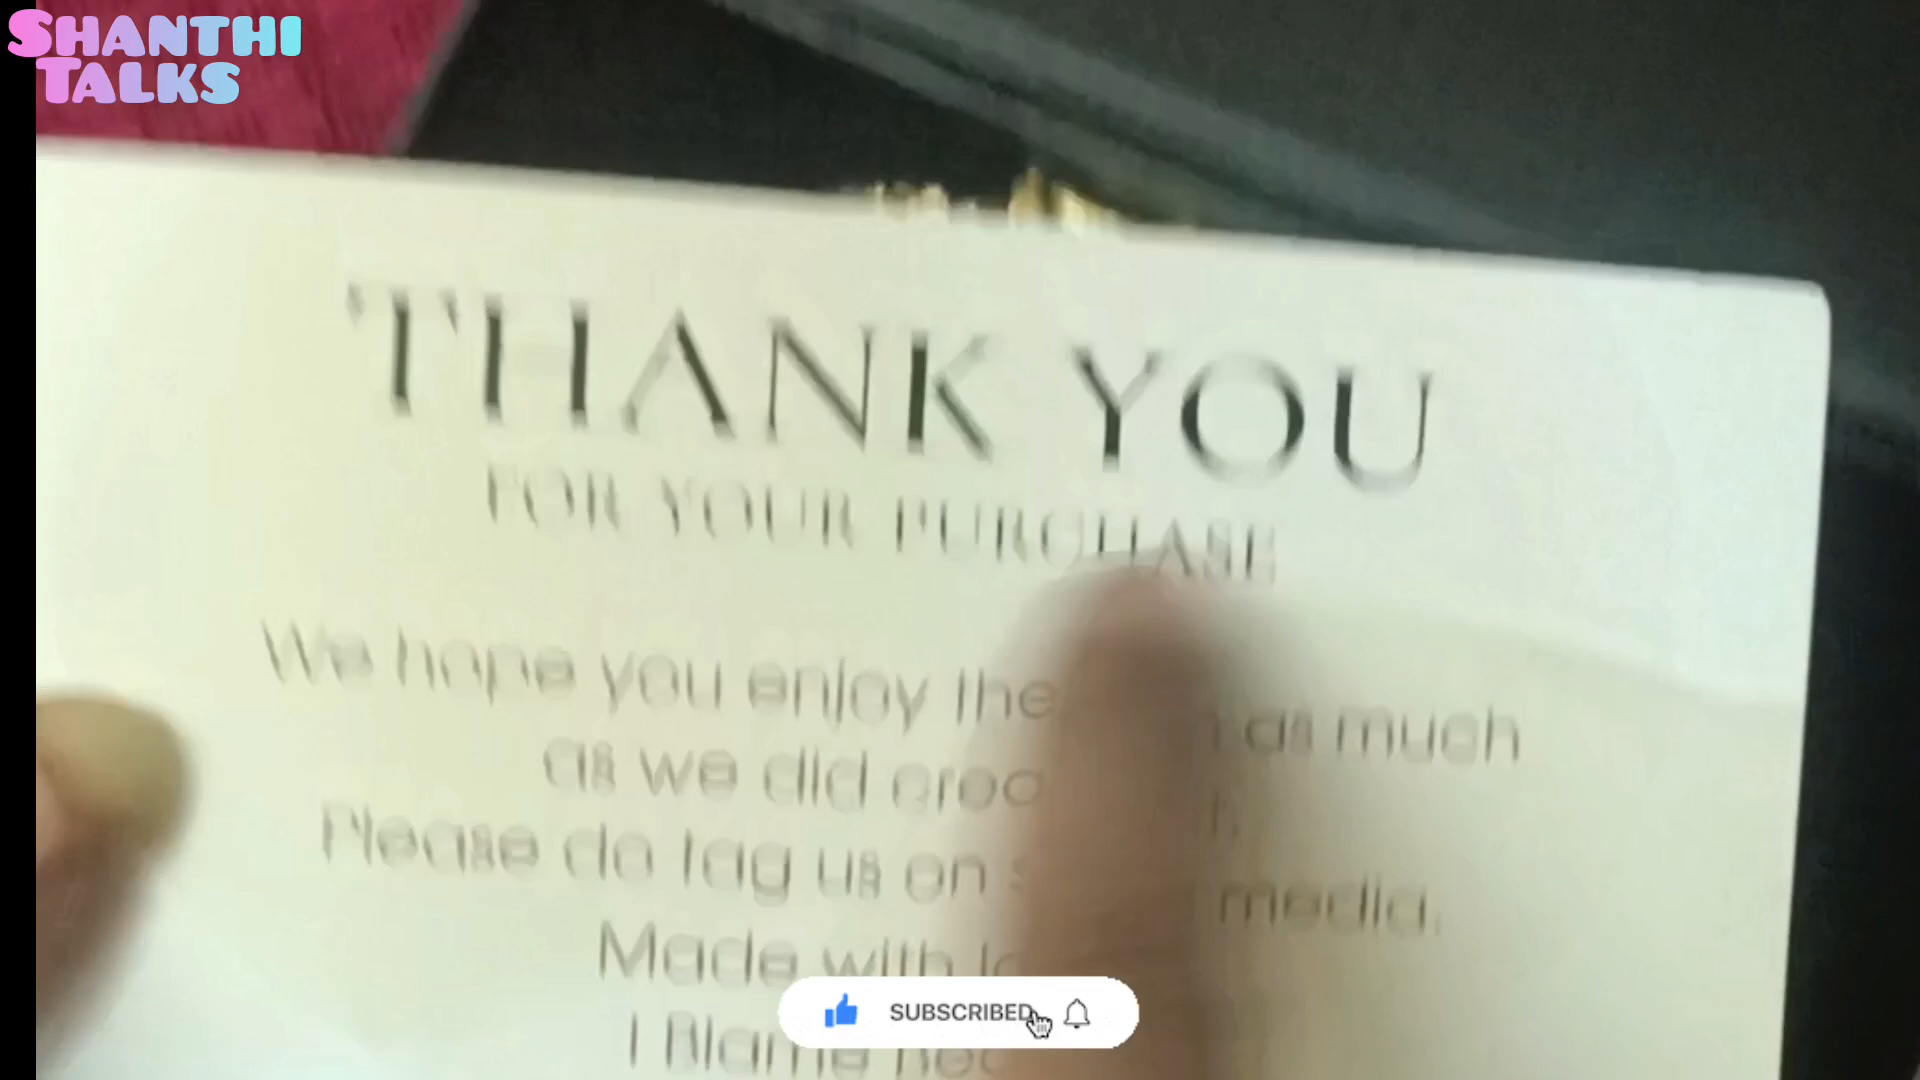 SHANTHI
TALKS
THANK YOU
FOR YOUR PURCHASE
We hope you enjoy the as much
as we did
Please do tag us on media.
Made with
I Blame
SUBSCRIBED